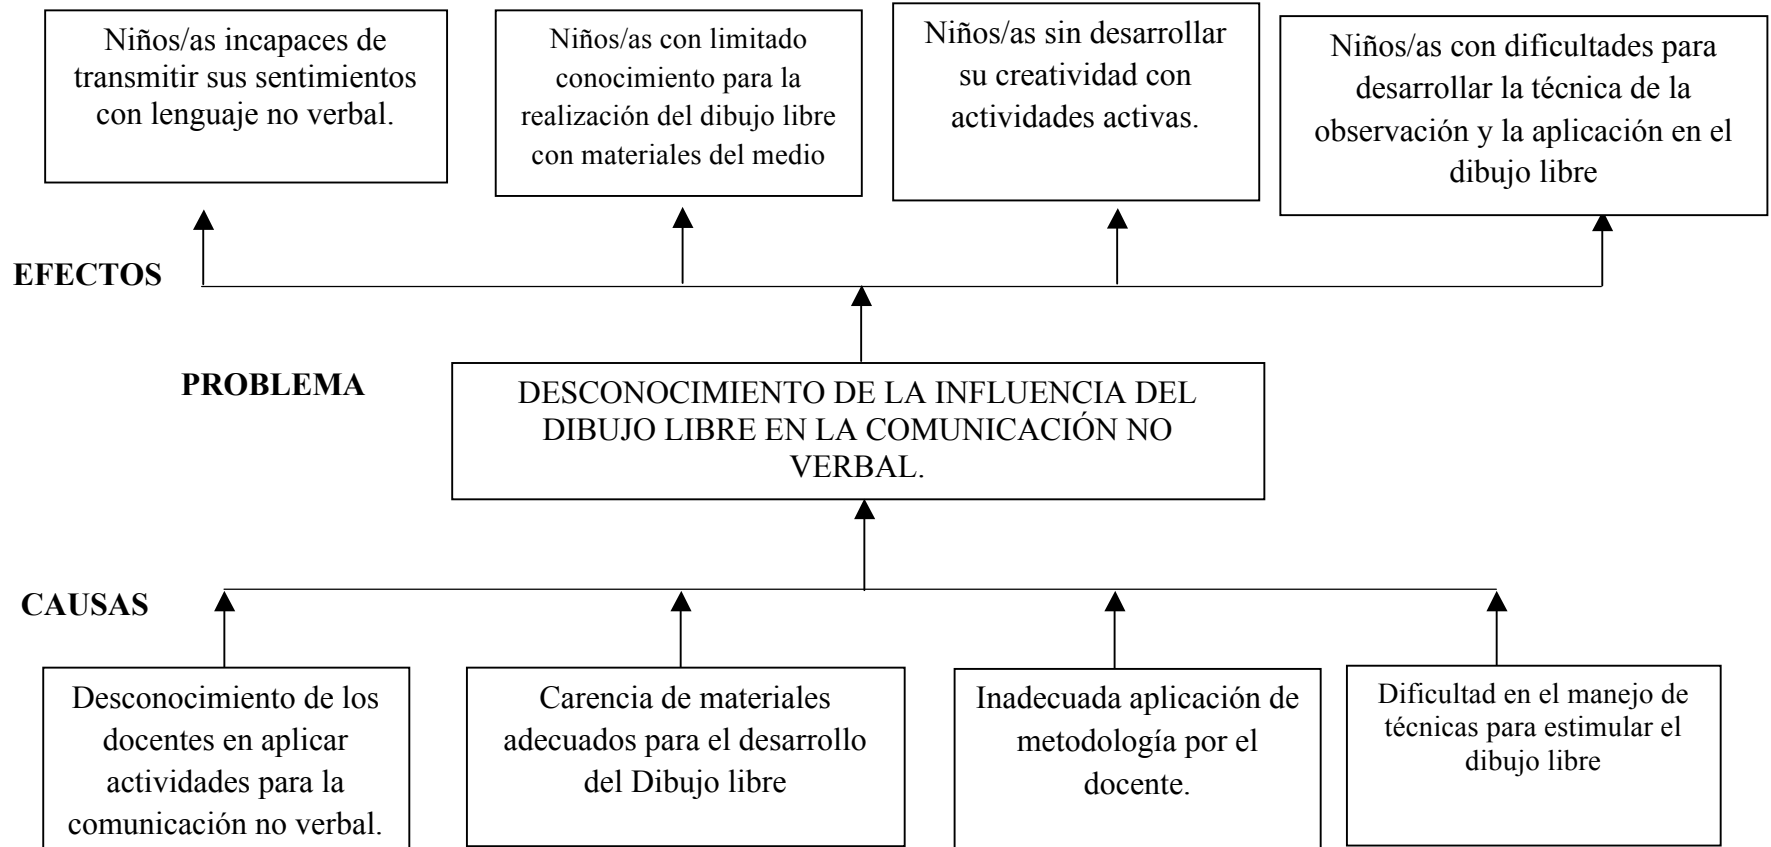 Niños/as incapaces de
transmitir sus sentimientos
con lenguaje no verbal.
Niños/as con limitado
conocimiento para la
realización del dibujo libre
con materiales del medio
Niños/as sin desarrollar
su creatividad con
actividades activas.
Niños/as con dificultades para
desarrollar la técnica de la
observación y la aplicación en el
dibujo libre
EFECTOS
PROBLEMA
DESCONOCIMIENTO DE LA INFLUENCIA DEL
DIBUJO LIBRE EN LA COMUNICACIÓN NO
VERBAL.
CAUSAS
Desconocimiento de los
docentes en aplicar
actividades para la
comunicación no verbal.
Carencia de materiales
adecuados para el desarrollo
del Dibujo libre
Inadecuada aplicación de
metodología por el
docente.
Dificultad en el manejo de
técnicas para estimular el
dibujo libre